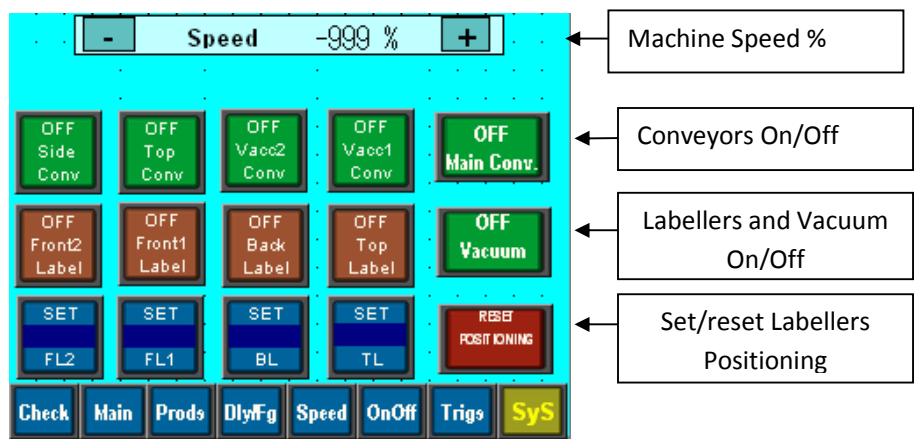 - Speed -999 % +
Machine Speed %
OFF Side Conv
OFF Top Conv
OFF Vacc2 Conv
OFF Vacc1 Conv
OFF Main Conv.
Conveyors On/Off
OFF Front2 Label
OFF Front1 Label
OFF Back Label
OFF Top Label
OFF Vacuum
Labellers and Vacuum
On/Off
SET FL2
SET FL1
SET BL
SET TL
RESET POSITIONING
Set/reset Labellers
Positioning
Check Main Prods Dly/Fg Speed OnOff Trigs SyS